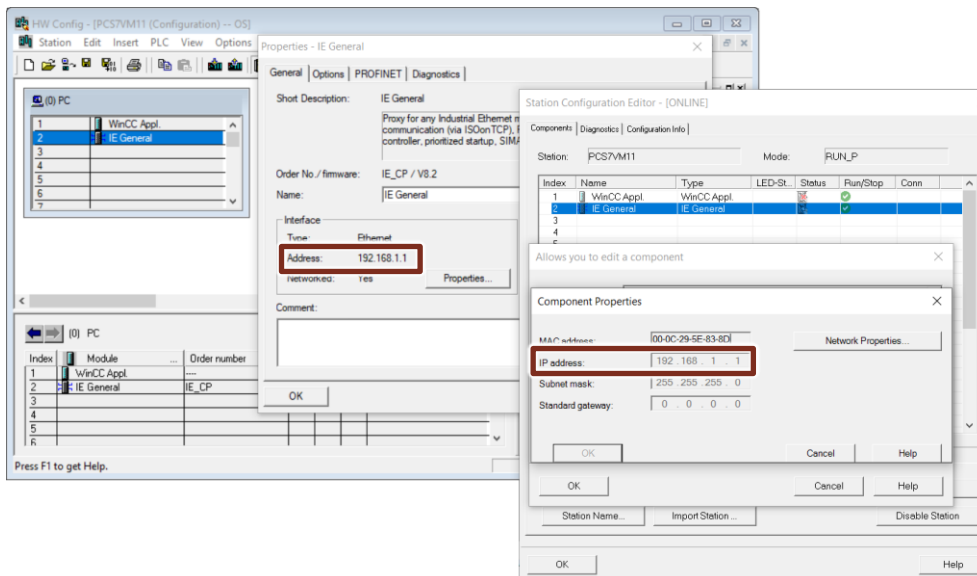 HW Config - [PCS7VM11 (Configuration) -- OS]
Station Edit Insert PLC View Options
(0) PC
1 WinCC Appl.
2 IE General
3
4
5
6
7
(0) PC
Index Module ... Order number
1 WinCC Appl. ----
2 IE General IE_CP
3
4
5
6
Press F1 to get Help.
Properties - IE General
General Options PROFINET Diagnostics
Short Description: IE General
Proxy for any Industrial Ethernet
communication (via ISOonTCP),
controller, prioritized startup,
Order No./ firmware: IE_CP / V8.2
Name: IE General
Interface
Type: Ethernet
Address: 192.168.1.1
Networked: Yes Properties...
Comment:
OK
Station Configuration Editor - [ONLINE]
Components Diagnostics Configuration Info
Station: PCS7VM11 Mode: RUN_P
Index Name Type LED-St... Status Run/Stop Conn
1 WinCC Appl. WinCC Appl.
2 IE General IE General
3
4
Allows you to edit a component
Component Properties
MAC address: 00-0C-29-5E-83-8D Network Properties...
IP address: 192 . 168 . 1 . 1
Subnet mask: 255 . 255 . 255 . 0
Standard gateway: 0 . 0 . 0 . 0
OK Cancel Help
OK Cancel Help
Station Name... Import Station ... Disable Station
OK Help